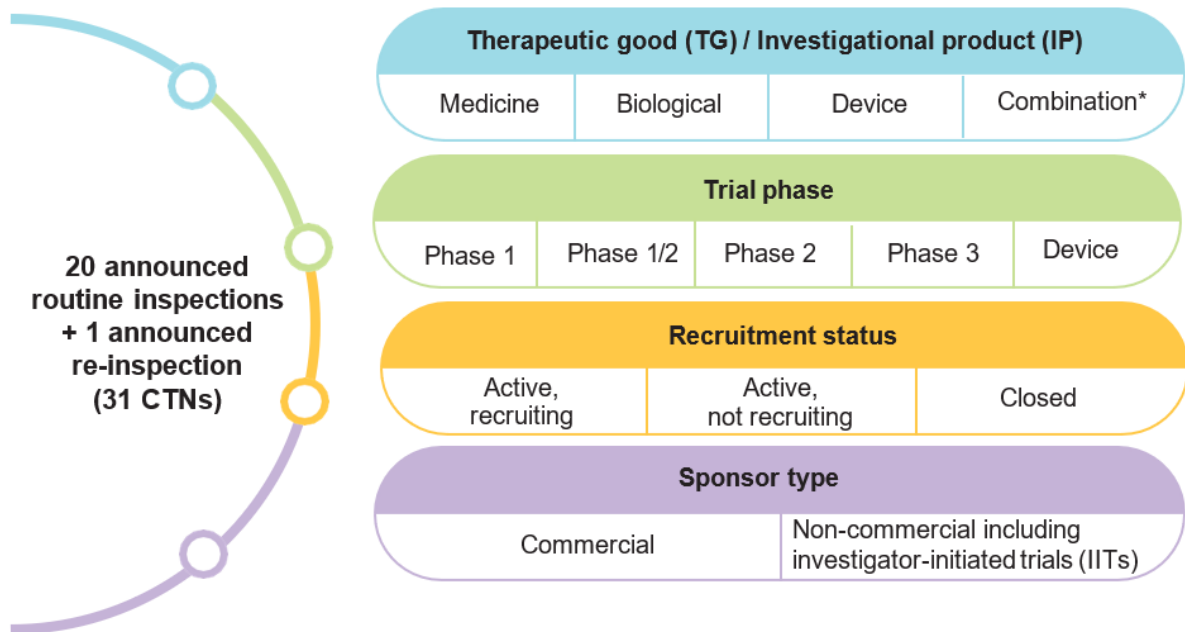 20 announced
routine inspections
+ 1 announced
re-inspection
(31 CTNs)
Therapeutic good (TG) / Investigational product (IP)
Medicine
Biological
Device
Combination*
Trial phase
Phase 1
Phase 1/2
Phase 2
Phase 3
Device
Recruitment status
Active,
recruiting
Active,
not recruiting
Closed
Sponsor type
Commercial
Non-commercial including
investigator-initiated trials (IITs)